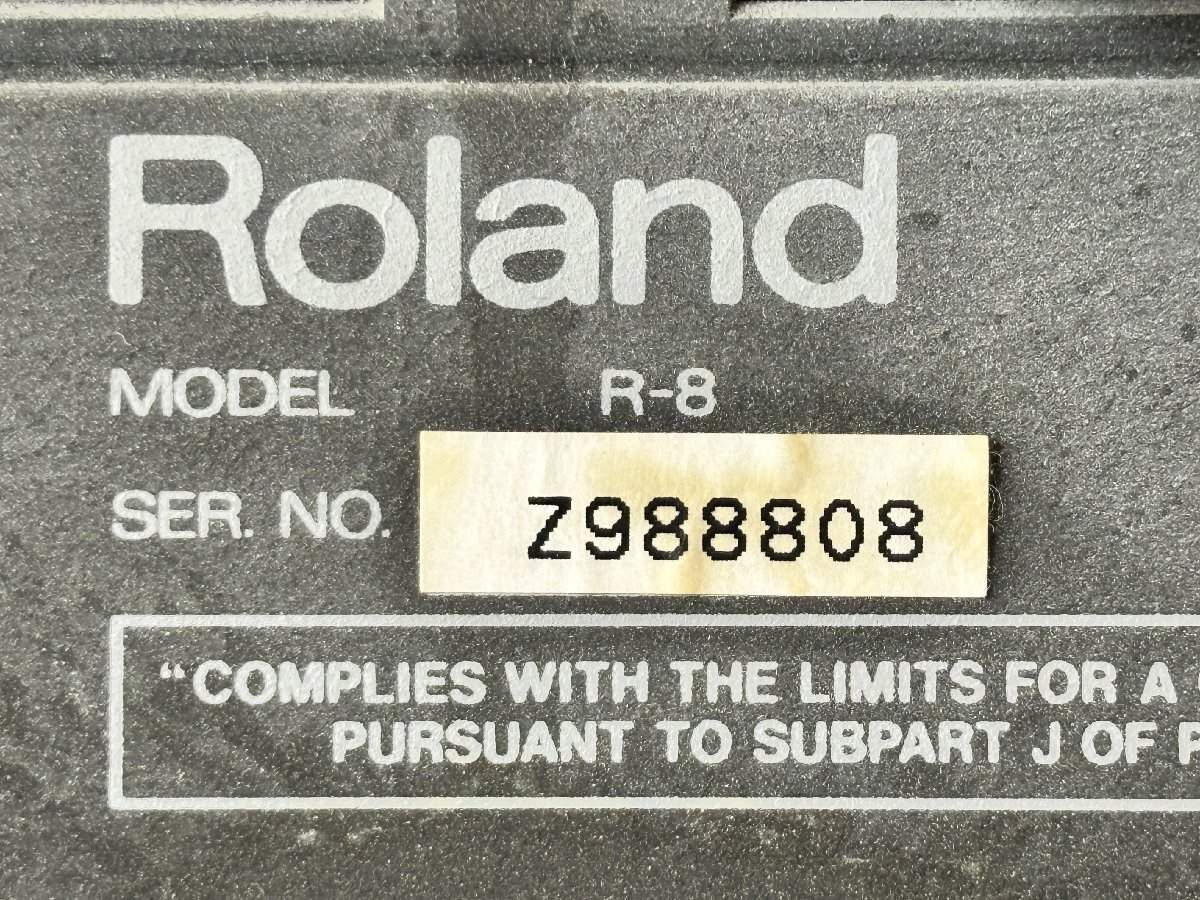 Roland
MODEL R-8
SER. NO. Z988808
“COMPLIES WITH THE LIMITS FOR A
PURSUANT TO SUBPART J OF